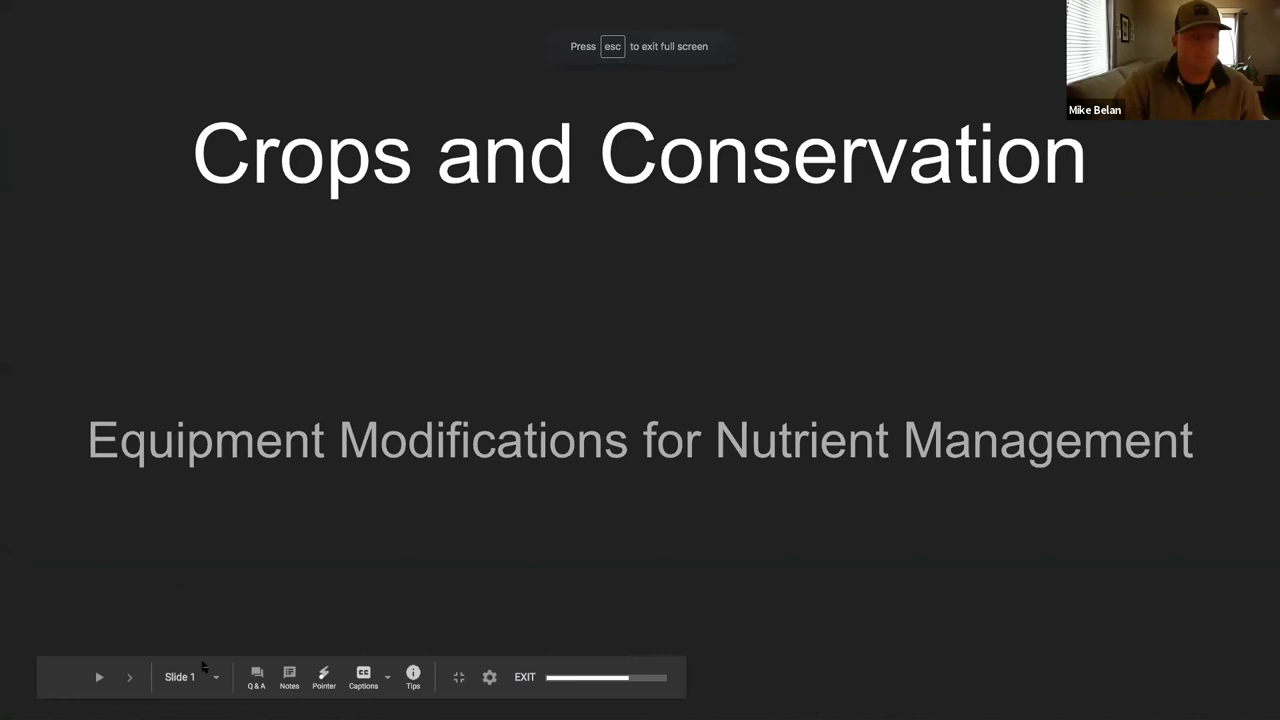 Press esc to exit full screen
Mike Belan
Crops and Conservation
Equipment Modifications for Nutrient Management
Slide 1
Q & A
Notes
Pointer
Captions
Tips
EXIT